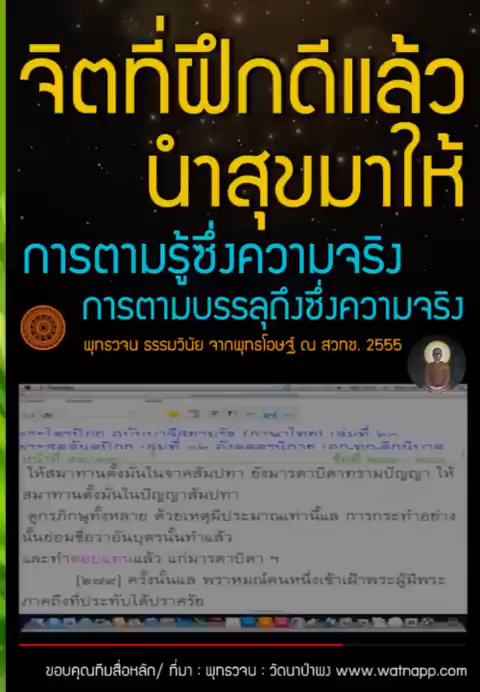 จิตที่ฝึกดีแล้ว
นำสุขมาให้
การตามรู้ซึ่งความจริง
การตามบรรลุถึงซึ่งความจริง
พุทธวจน ธรรมวินัย จากพุทธโอษฐ์ ณ สวทช. 2555
ให้สมาทานตั้งมั่นในจาคสัมปทา ยังมารดาบิดาทรามปัญญา ให้
สมาทานตั้งมั่นในปัญญาสัมปทา
ดูกรภิกษุทั้งหลาย ด้วยเหตุมีประมาณเท่านี้แล การกระทำอย่าง
นั้นย่อมชื่อว่าอันบุตรนั้นทำแล้ว
และทำตอบแทนแล้ว แก่มารดาบิดา ฯ
[๒๗๙] ครั้งนั้นแล พราหมณ์คนหนึ่งเข้าเฝ้าพระผู้มีพระ
ภาคถึงที่ประทับได้ปราศรัย
ขอบคุณทีมสื่อหลัก/ ที่มา : พุทธวจน : วัดนาป่าพง www.watnapp.com